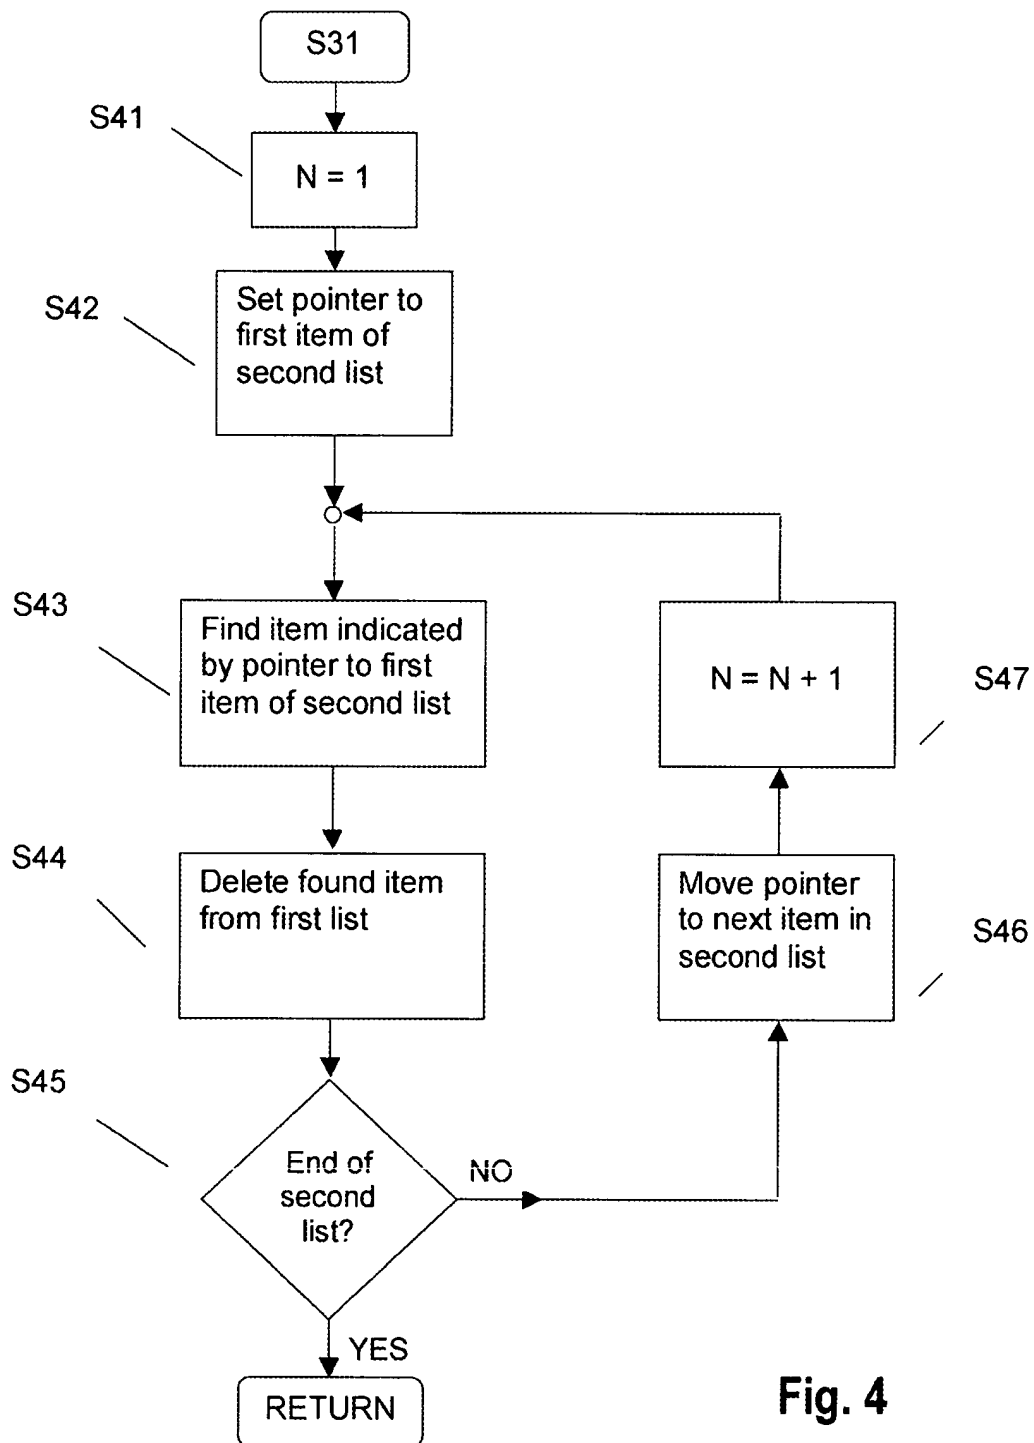 S31
S41
N = 1
S42
Set pointer to
first item of
second list
S43
Find item indicated
by pointer to first
item of second list
N = N + 1
S47
S44
Delete found item
from first list
Move pointer
to next item in
second list
S46
S45
End of
second
list?
NO
YES
RETURN
Fig. 4